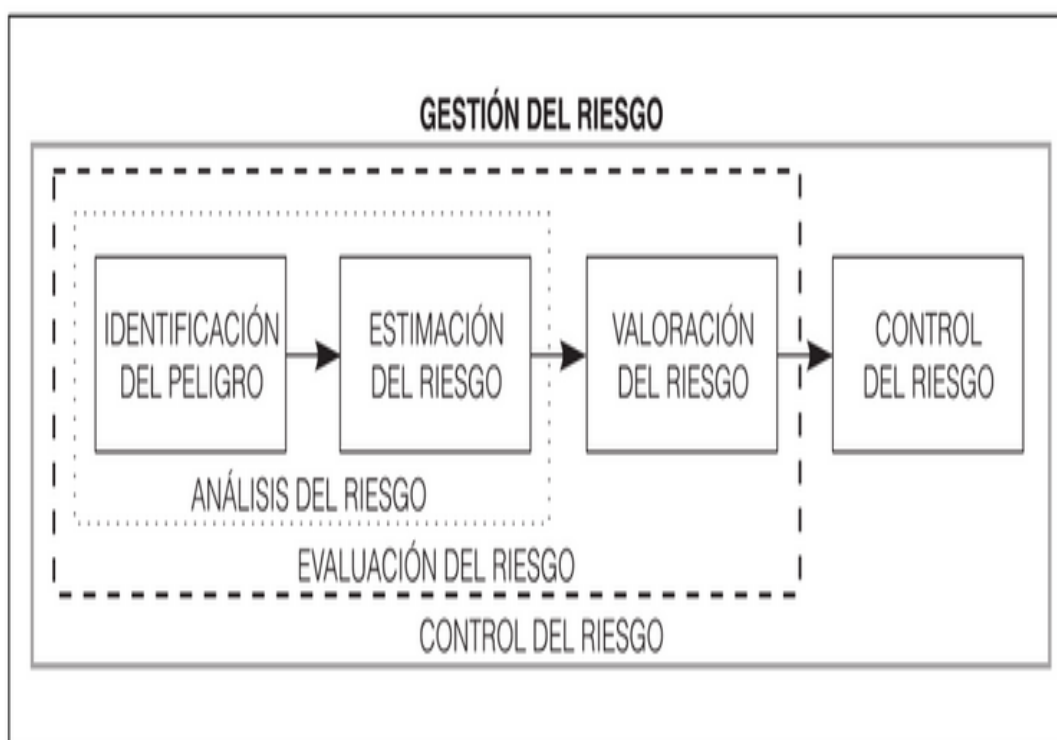 GESTIÓN DEL RIESGO
IDENTIFICACIÓN
DEL PELIGRO
ESTIMACIÓN
DEL RIESGO
VALORACIÓN
DEL RIESGO
CONTROL
DEL RIESGO
ANÁLISIS DEL RIESGO
EVALUACIÓN DEL RIESGO
CONTROL DEL RIESGO